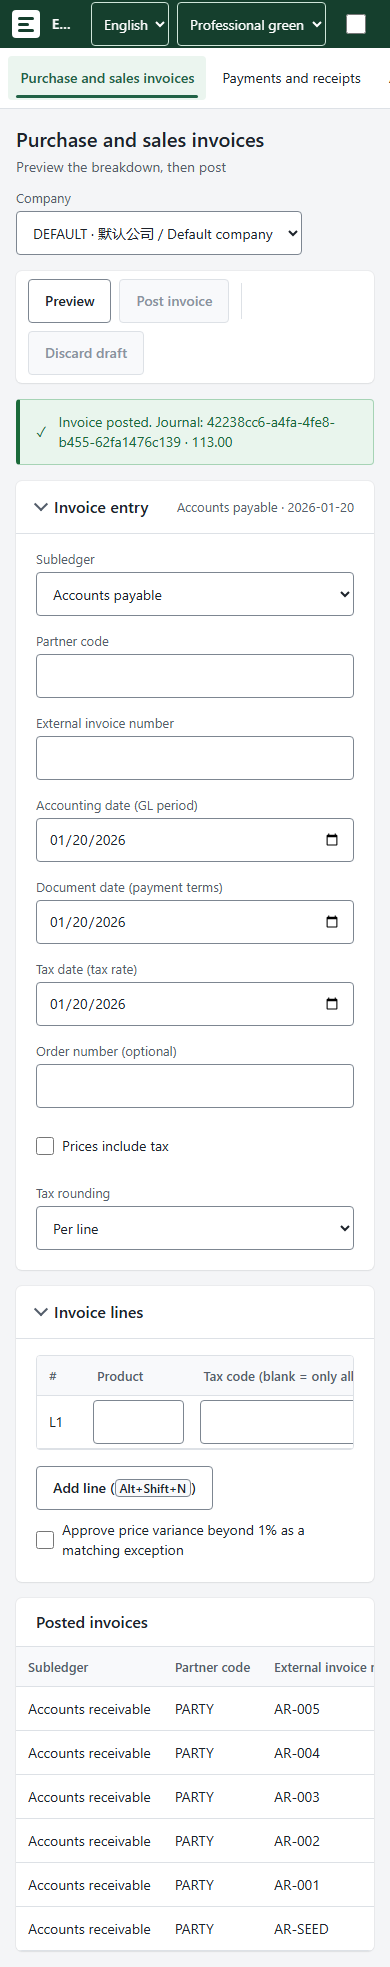 E...
English
Professional green
Purchase and sales invoices
Payments and receipts
Purchase and sales invoices
Preview the breakdown, then post
Company
DEFAULT · 默认公司 / Default company
Preview
Post invoice
Discard draft
✓ Invoice posted. Journal: 42238cc6-a4fa-4fe8-
b455-62fa1476c139 · 113.00
Invoice entry
Accounts payable · 2026-01-20
Subledger
Accounts payable
Partner code
External invoice number
Accounting date (GL period)
01/20/2026
Document date (payment terms)
01/20/2026
Tax date (tax rate)
01/20/2026
Order number (optional)
Prices include tax
Tax rounding
Per line
Invoice lines
# Product Tax code (blank = only all
L1
Add line (Alt+Shift+N)
Approve price variance beyond 1% as a
matching exception
Posted invoices
Subledger Partner code External invoice
Accounts receivable PARTY AR-005
Accounts receivable PARTY AR-004
Accounts receivable PARTY AR-003
Accounts receivable PARTY AR-002
Accounts receivable PARTY AR-001
Accounts receivable PARTY AR-SEED